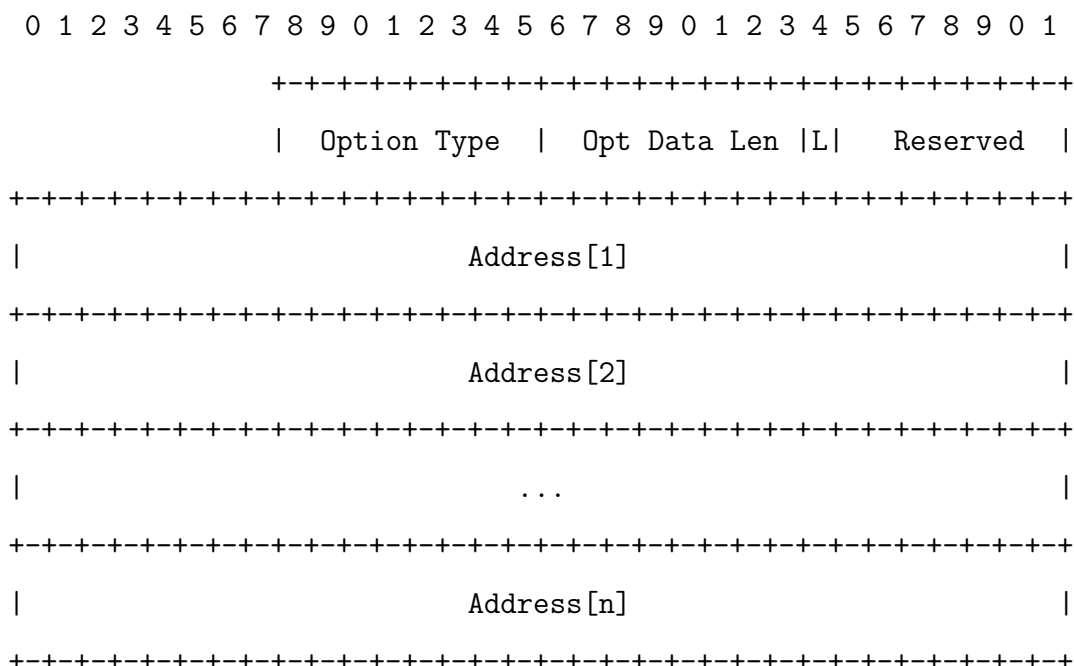 0 1 2 3 4 5 6 7 8 9 0 1 2 3 4 5 6 7 8 9 0 1 2 3 4 5 6 7 8 9 0 1
                +-+-+-+-+-+-+-+-+-+-+-+-+-+-+-+-+-+-+-+-+-+-+-+-+
                |  Option Type  |  Opt Data Len |L|   Reserved  |
+-+-+-+-+-+-+-+-+-+-+-+-+-+-+-+-+-+-+-+-+-+-+-+-+-+-+-+-+-+-+-+-+
|                           Address[1]                          |
+-+-+-+-+-+-+-+-+-+-+-+-+-+-+-+-+-+-+-+-+-+-+-+-+-+-+-+-+-+-+-+-+
|                           Address[2]                          |
+-+-+-+-+-+-+-+-+-+-+-+-+-+-+-+-+-+-+-+-+-+-+-+-+-+-+-+-+-+-+-+-+
|                              ...                              |
+-+-+-+-+-+-+-+-+-+-+-+-+-+-+-+-+-+-+-+-+-+-+-+-+-+-+-+-+-+-+-+-+
|                           Address[n]                          |
+-+-+-+-+-+-+-+-+-+-+-+-+-+-+-+-+-+-+-+-+-+-+-+-+-+-+-+-+-+-+-+-+